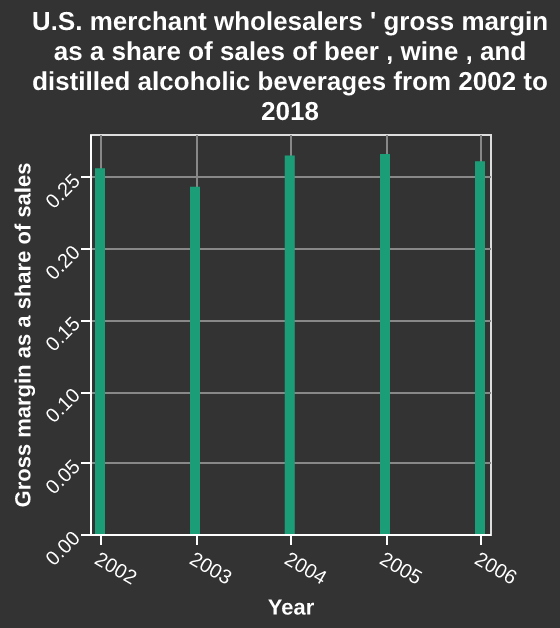 U.S. merchant wholesalers ' gross margin
as a share of sales of beer , wine , and
distilled alcoholic beverages from 2002 to
2018
Gross margin as a share of sales
0.25
0.20
0.15
0.10
0.05
0.00
2002
2003
2004
2005
2006
Year